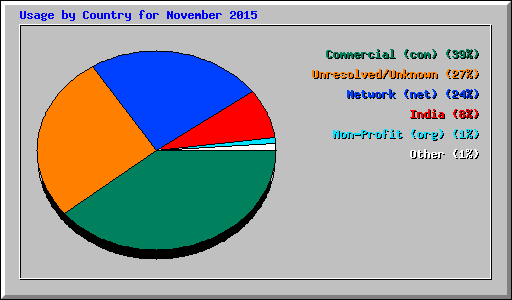 Usage by Country for November 2015
Commercial (com) (39%)
Unresolved/Unknown (27%)
Network (net) (24%)
India (8%)
Non-Profit (org) (1%)
Other (1%)